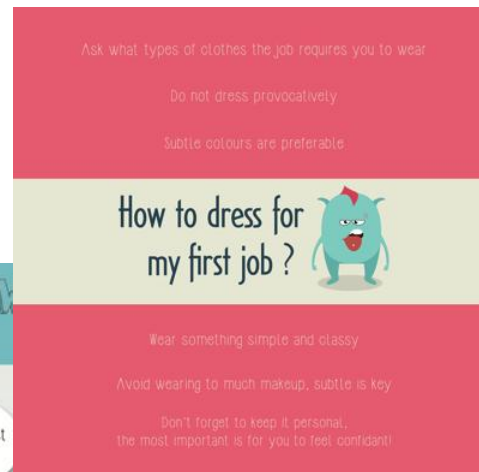 Ask what types of clothes the job requires you to wear
Do not dress provocatively
Subtle colours are preferable
How to dress for
my first job ?
Wear something simple and classy
Avoid wearing to much makeup, subtle is key
Don't forget to keep it personal,
the most important is for you to feel confidant!